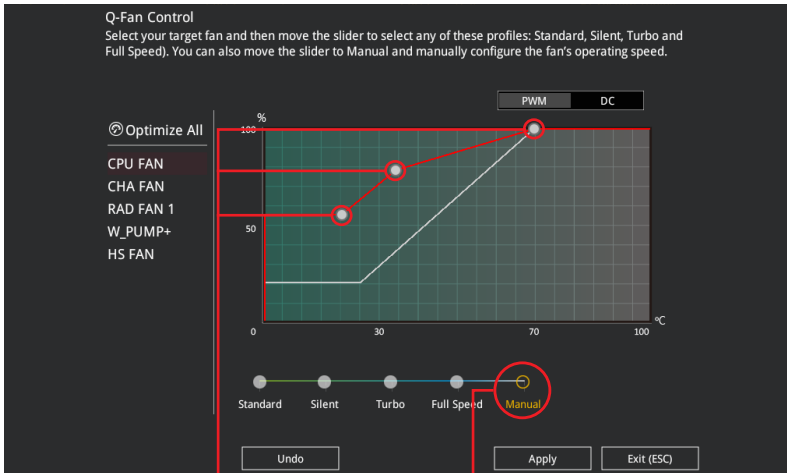 Q-Fan Control
Select your target fan and then move the slider to select any of these profiles: Standard, Silent, Turbo and
Full Speed). You can also move the slider to Manual and manually configure the fan's operating speed.
PWM DC
Optimize All
CPU FAN
CHA FAN
RAD FAN 1
W_PUMP+
HS FAN
%
100
50
0 30 70 100
ºC
Standard Silent Turbo Full Speed Manual
Undo Apply Exit (ESC)